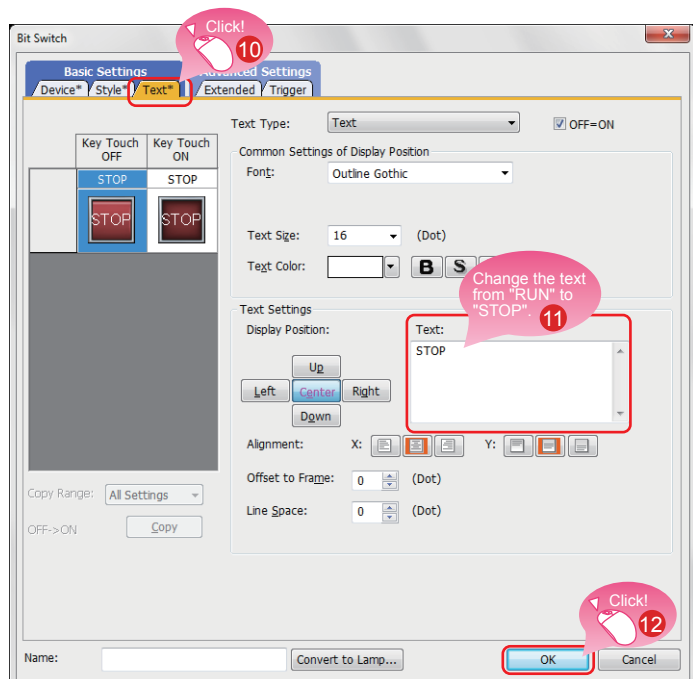 Click!
10
Bit Switch
Basic Settings
Advanced Settings
Device*
Style*
Text*
Extended
Trigger
Text Type:
Text
OFF=ON
Key Touch OFF
Key Touch ON
STOP
STOP
STOP
STOP
Common Settings of Display Position
Font:
Outline Gothic
Text Size:
16
(Dot)
Text Color:
B
S
Change the text
from "RUN" to
"STOP".
11
Text Settings
Display Position:
Text:
STOP
Up
Left
Center
Right
Down
Alignment:
X:
Y:
Offset to Frame:
0
(Dot)
Line Space:
0
(Dot)
Copy Range:
All Settings
OFF->ON
Copy
Click!
12
Name:
Convert to Lamp...
OK
Cancel